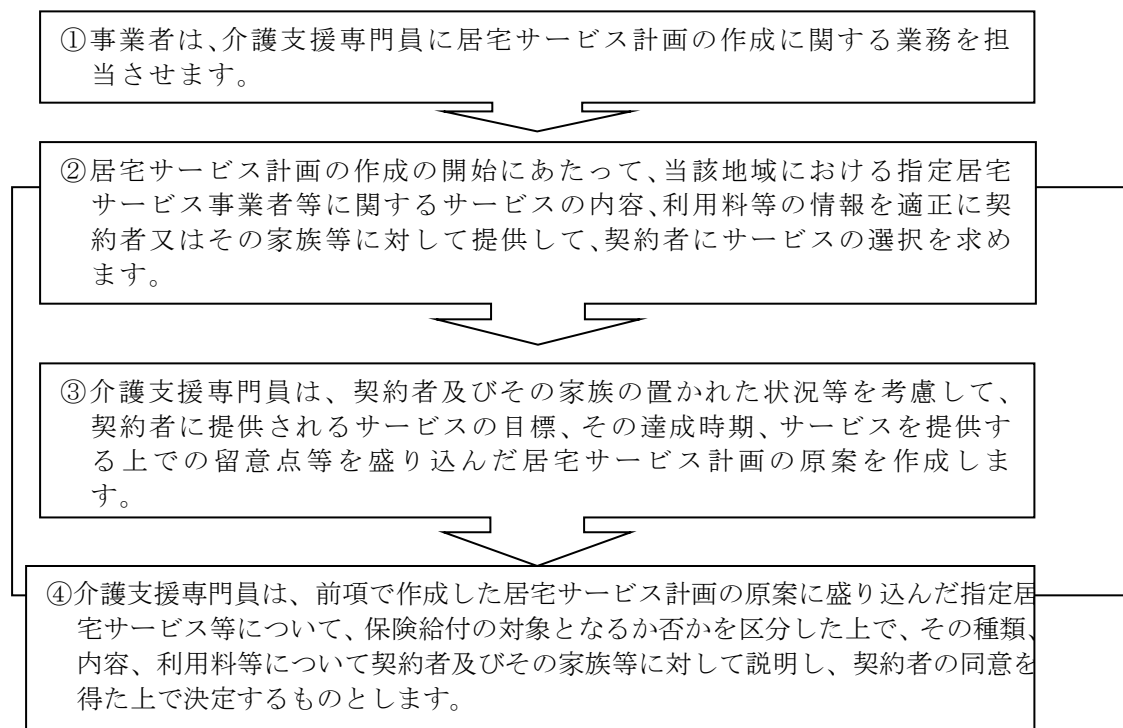 ①事業者は、介護支援専門員に居宅サービス計画の作成に関する業務を担
当させます。
②居宅サービス計画の作成の開始にあたって、当該地域における指定居宅
サービス事業者等に関するサービスの内容、利用料等の情報を適正に契
約者又はその家族等に対して提供して、契約者にサービスの選択を求め
ます。
③介護支援専門員は、契約者及びその家族の置かれた状況等を考慮して、
契約者に提供されるサービスの目標、その達成時期、サービスを提供す
る上での留意点等を盛り込んだ居宅サービス計画の原案を作成しま
す。
④介護支援専門員は、前項で作成した居宅サービス計画の原案に盛り込んだ指定居
宅サービス等について、保険給付の対象となるか否かを区分した上で、その種類、
内容、利用料等について契約者及びその家族等に対して説明し、契約者の同意を
得た上で決定するものとします。